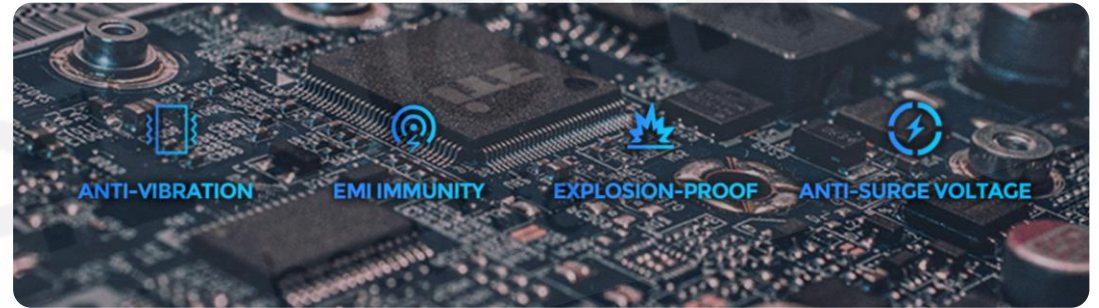 ANTI-VIBRATION
EMI IMMUNITY
EXPLOSION-PROOF
ANTI-SURGE VOLTAGE